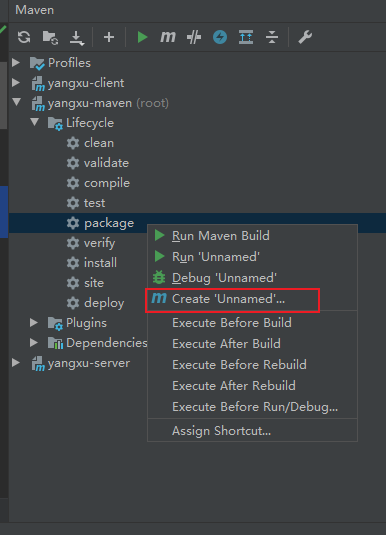 Maven
Profiles
yangxu-client
yangxu-maven (root)
Lifecycle
clean
validate
compile
test
package
verify
install
site
deploy
Plugins
Dependencies
yangxu-server
Run Maven Build
Run 'Unnamed'
Debug 'Unnamed'
Create 'Unnamed'...
Execute Before Build
Execute After Build
Execute Before Rebuild
Execute After Rebuild
Execute Before Run/Debug...
Assign Shortcut...